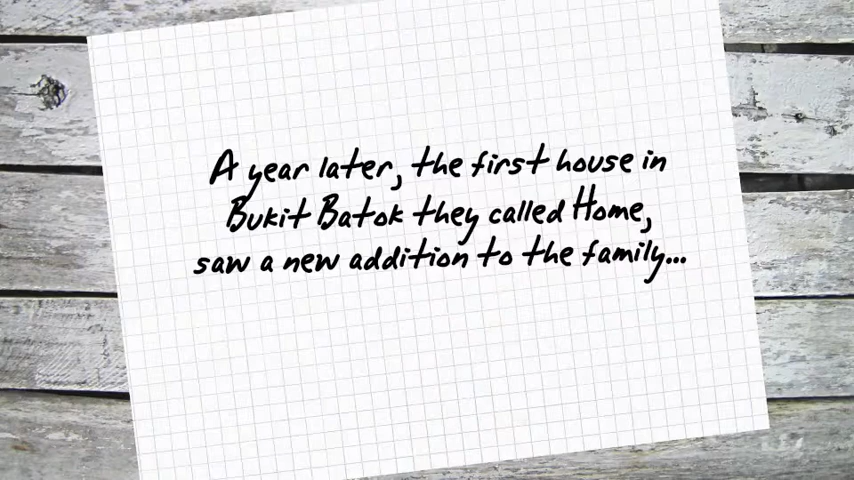 A year later, the first house in
Bukit Batok they called Home,
saw a new addition to the family...